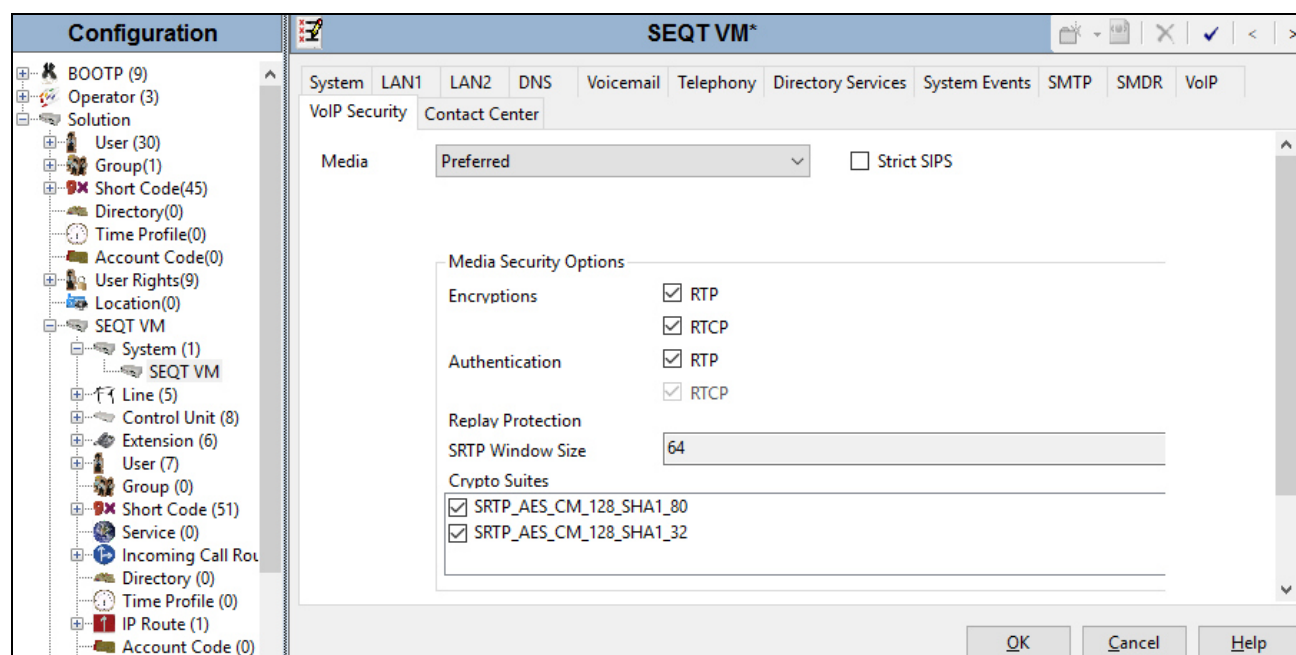 Configuration
BOOTP (9)
Operator (3)
Solution
User (30)
Group(1)
Short Code(45)
Directory(0)
Time Profile(0)
Account Code(0)
User Rights(9)
Location(0)
SEQT VM
System (1)
SEQT VM
Line (5)
Control Unit (8)
Extension (6)
User (7)
Group (0)
Short Code (51)
Service (0)
Incoming Call Rou
Directory (0)
Time Profile (0)
IP Route (1)
Account Code (0)
SEQT VM*
System LAN1 LAN2 DNS Voicemail Telephony Directory Services System Events SMTP SMDR VoIP
VoIP Security Contact Center
Media Preferred Strict SIPS
Media Security Options
Encryptions RTP
RTCP
Authentication RTP
RTCP
Replay Protection
SRTP Window Size 64
Crypto Suites
SRTP_AES_CM_128_SHA1_80
SRTP_AES_CM_128_SHA1_32
OK Cancel Help